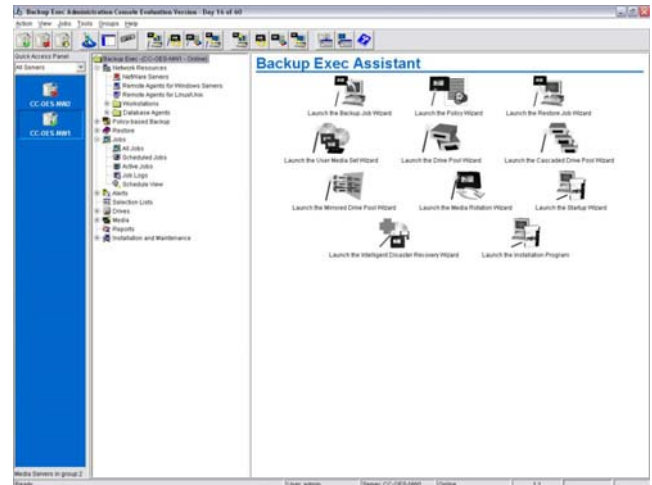 Backup Exec Administration Console Evaluation Version - Day 16 of 60
Action View Jobs Tools Groups Help
Quick Access Panel
All Servers
CC-OES-NW2
CC-OES-NW1
Media Servers in group:2
Backup Exec -(CC-OES-NW1 - Online)
Network Resources
NetWare Servers
Remote Agents for Windows Servers
Remote Agents for Linux/Unix
Workstations
Database Agents
Policy-based Backup
Restore
Jobs
All Jobs
Scheduled Jobs
Active Jobs
Job Logs
Schedule View
Alerts
Selection Lists
Drives
Media
Reports
Installation and Maintenance
Backup Exec Assistant
Launch the Backup Job Wizard
Launch the Policy Wizard
Launch the Restore Job Wizard
Launch the User Media Set Wizard
Launch the Drive Pool Wizard
Launch the Cascaded Drive Pool Wizard
Launch the Mirrored Drive Pool Wizard
Launch the Media Rotation Wizard
Launch the Startup Wizard
Launch the Intelligent Disaster Recovery Wizard
Launch the Installation Program
Ready
User: admin
Server: CC-OES-NW1
Online
1:1